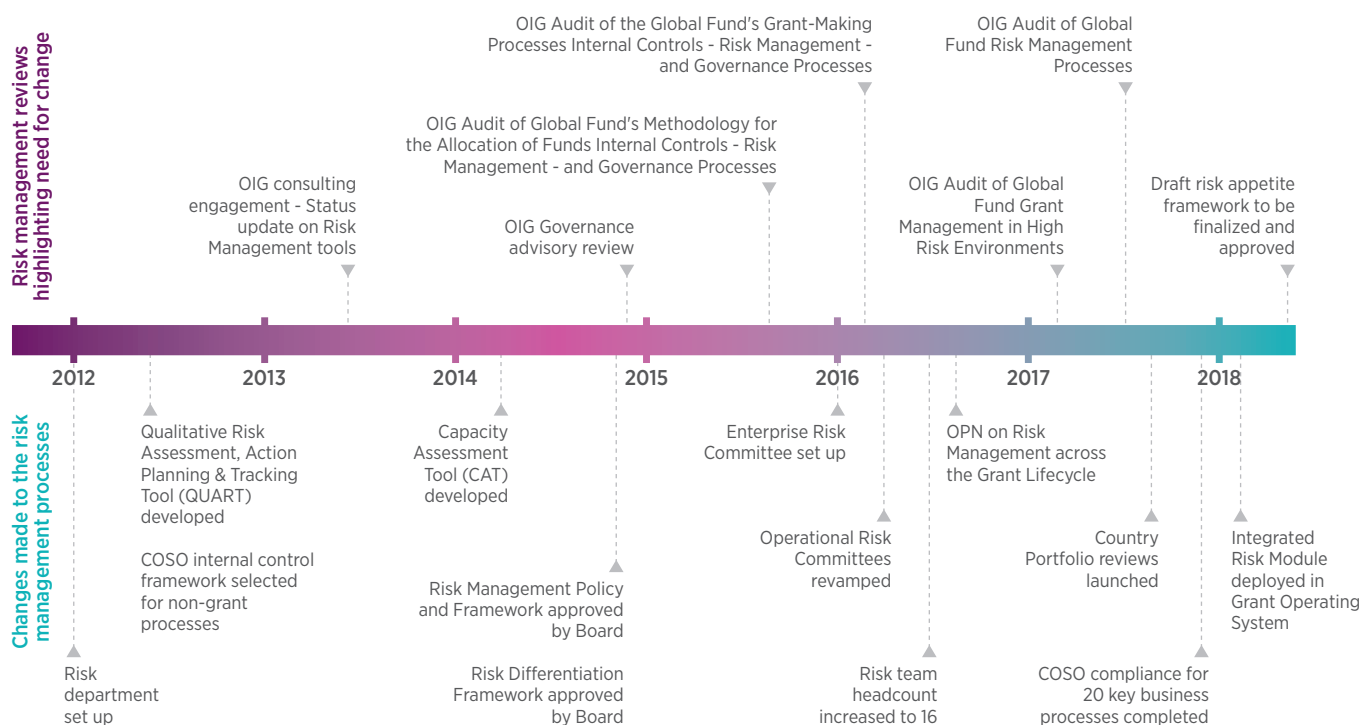 Risk management reviews
highlighting need for change
OIG consulting
engagement - Status
update on Risk
Management tools
OIG Governance
advisory review
OIG Audit of Global Fund's Methodology for
the Allocation of Funds Internal Controls - Risk
Management - and Governance Processes
OIG Audit of the Global Fund's Grant-Making
Processes Internal Controls - Risk Management -
and Governance Processes
OIG Audit of Global
Fund Grant
Management in High
Risk Environments
OIG Audit of Global
Fund Risk Management
Processes
Draft risk appetite
framework to be
finalized and
approved
2012
2013
2014
2015
2016
2017
2018
Changes made to the risk
management processes
Risk
department
set up
Qualitative Risk
Assessment, Action
Planning & Tracking
Tool (QUART)
developed
COSO internal control
framework selected
for non-grant
processes
Capacity
Assessment
Tool (CAT)
developed
Risk Management Policy
and Framework approved
by Board
Risk Differentiation
Framework approved
by Board
Enterprise Risk
Committee set up
Operational Risk
Committees
revamped
Risk team
headcount
increased to 16
OPN on Risk
Management across
the Grant Lifecycle
Country
Portfolio reviews
launched
COSO compliance for
20 key business
processes completed
Integrated
Risk Module
deployed in
Grant Operating
System